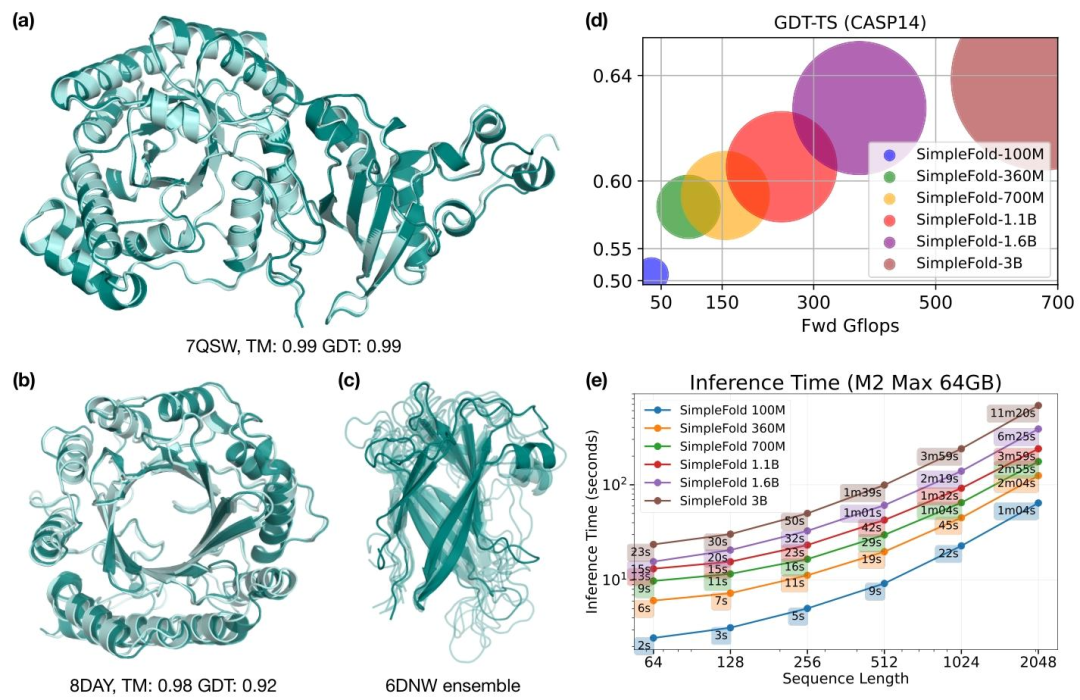 (a)
7QSW, TM: 0.99 GDT: 0.99
(b)
8DAY, TM: 0.98 GDT: 0.92
(c)
6DNW ensemble
(d)
GDT-TS (CASP14)
0.64
0.60
0.55
0.50
SimpleFold-100M
SimpleFold-360M
SimpleFold-700M
SimpleFold-1.1B
SimpleFold-1.6B
SimpleFold-3B
50 150 300 500 700
Fwd Gflops
(e)
Inference Time (M2 Max 64GB)
Inference Time (seconds)
10²
10¹
SimpleFold 100M
SimpleFold 360M
SimpleFold 700M
SimpleFold 1.1B
SimpleFold 1.6B
SimpleFold 3B
23s 30s 50s 1m39s 3m59s 11m20s
15s 20s 32s 1m01s 2m19s 6m25s
13s 15s 23s 42s 1m32s 3m59s
9s 11s 16s 29s 1m04s 2m55s
6s 7s 11s 19s 45s 2m04s
2s 3s 5s 9s 22s 1m04s
64 128 256 512 1024 2048
Sequence Length